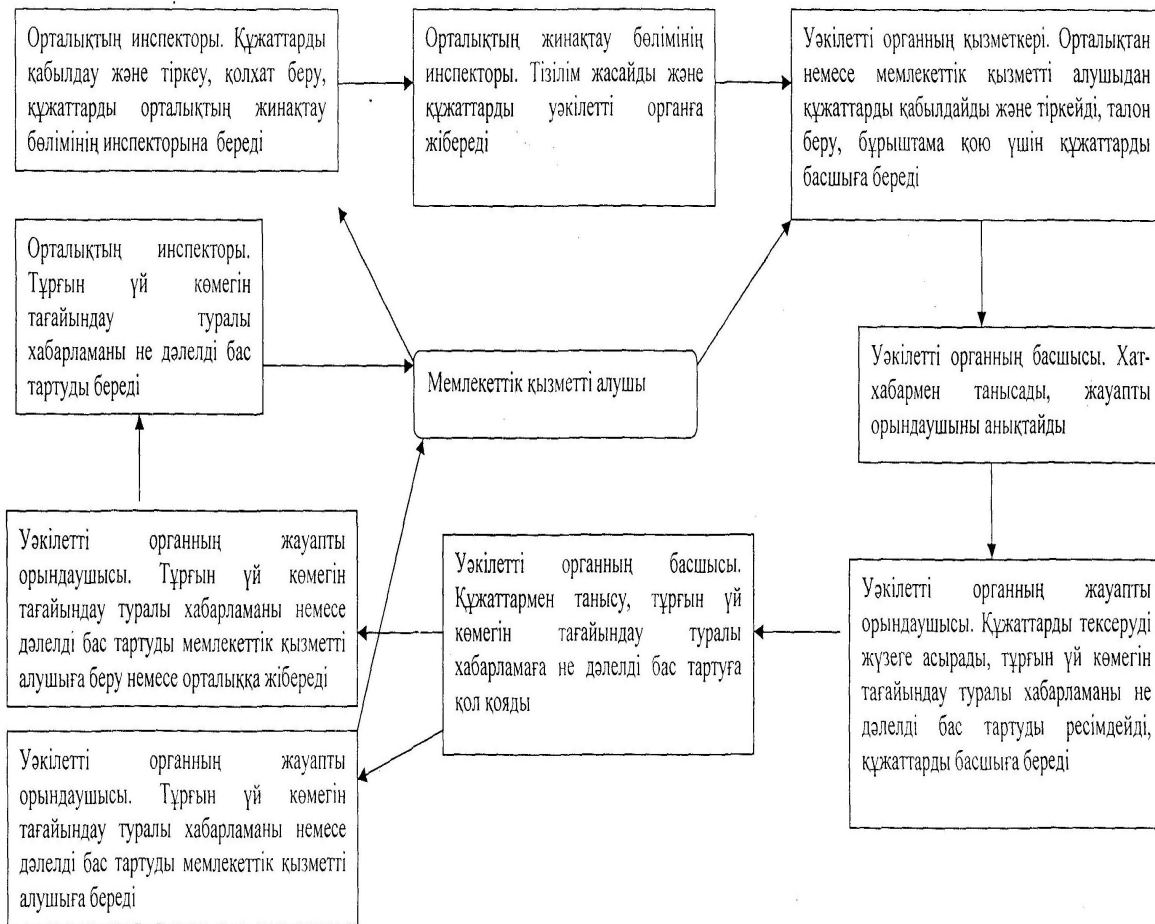 Орталықтың инспекторы. Құжаттарды
қабылдау және тіркеу, қолхат беру,
құжаттарды орталықтың жинақтау
бөлімінің инспекторына береді
Орталықтың жинақтау бөлімінің
инспекторы. Тізілім жасайды және
құжаттарды уәкілетті органға
жібереді
Уәкілетті органның қызметкері. Орталықтан
немесе мемлекеттік қызметті алушыдан
құжаттарды қабылдайды және тіркейді, талон
беру, бұрыштама қою үшін құжаттарды
басшыға береді
Орталықтың инспекторы.
Тұрғын үй көмегін
тағайындау туралы
хабарламаны не дәлелді бас
тартуды береді
Мемлекеттік қызметті алушы
Уәкілетті органның басшысы. Хат-
хабармен танысады, жауапты
орындаушыны анықтайды
Уәкілетті органның жауапты
орындаушысы. Тұрғын үй көмегін
тағайындау туралы хабарламаны немесе
дәлелді бас тартуды мемлекеттік қызметті
алушыға беру немесе орталыққа жібереді
Уәкілетті органның басшысы.
Құжаттармен танысу, тұрғын үй
көмегін тағайындау туралы
хабарламаға не дәлелді бас тартуға
қол қояды
Уәкілетті органның жауапты
орындаушысы. Құжаттарды тексеруді
жүзеге асырады, тұрғын үй көмегін
тағайындау туралы хабарламаны не
дәлелді бас тартуды ресімдейді,
құжаттарды басшыға береді
Уәкілетті органның жауапты
орындаушысы. Тұрғын үй көмегін
тағайындау туралы хабарламаны немесе
дәлелді бас тартуды мемлекеттік қызметті
алушыға береді